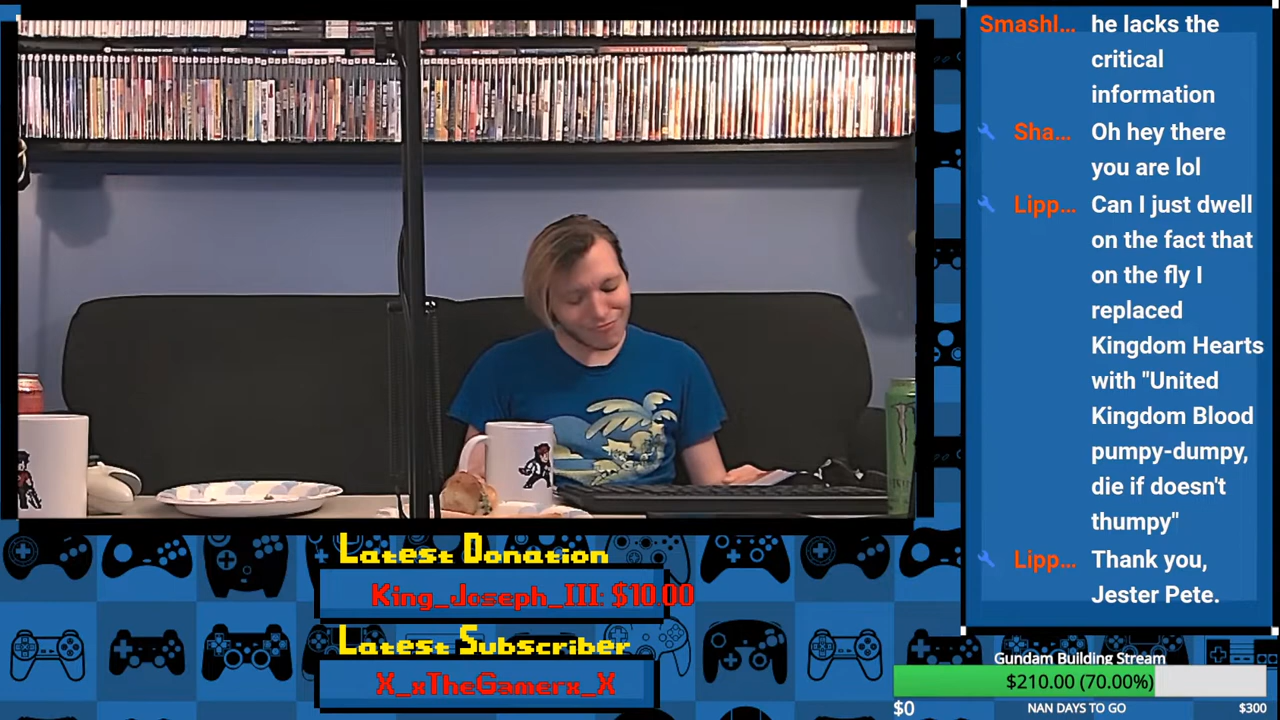 Smashl... he lacks the
critical
information
Sha... Oh hey there
you are lol
Lipp... Can I just dwell
on the fact that
on the fly I
replaced
Kingdom Hearts
with "United
Kingdom Blood
pumpy-dumpy,
die if doesn't
thumpy"
Lipp... Thank you,
Jester Pete.
Latest Donation
King_Joseph_III: $10.00
Latest Subscriber
X_xTheGamerx_X
Gundam Building Stream
$210.00 (70.00%)
$0 NAN DAYS TO GO $300